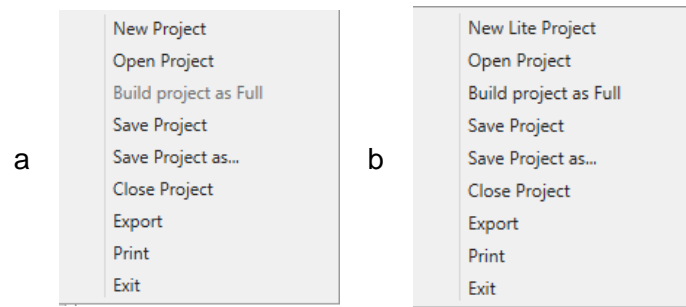 a
New Project
Open Project
Build project as Full
Save Project
Save Project as...
Close Project
Export
Print
Exit
b
New Lite Project
Open Project
Build project as Full
Save Project
Save Project as...
Close Project
Export
Print
Exit